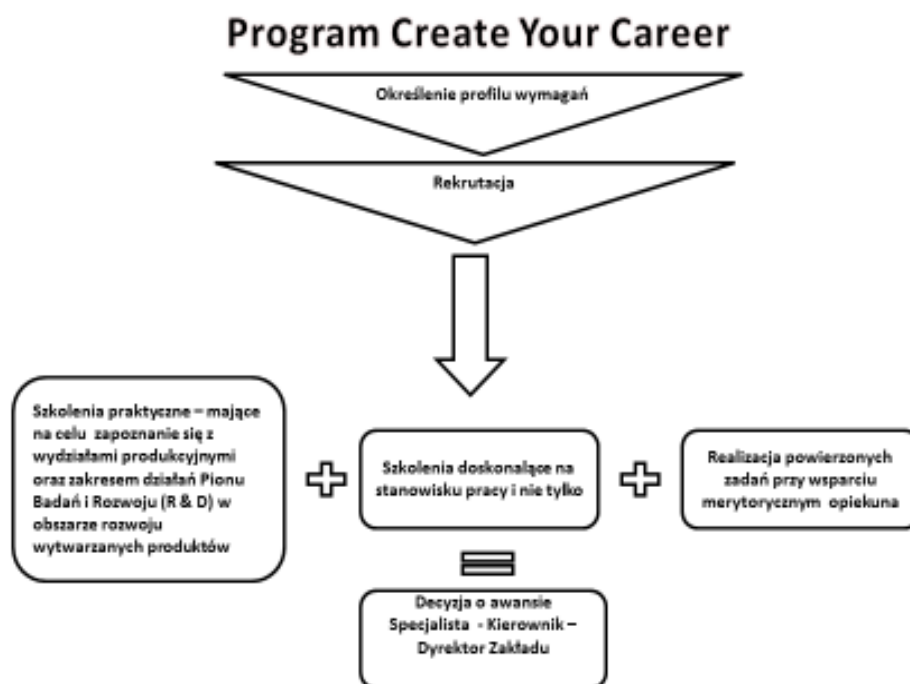 Program Create Your Career
Określenie profilu wymagań
Rekrutacja
Szkolenia praktyczne – mające
na celu zapoznanie się z
wydziałami produkcyjnymi
oraz zakresem działań Pionu
Badań i Rozwoju (R & D) w
obszarze rozwoju
wytwarzanych produktów
Szkolenia doskonalące na
stanowisku pracy i nie tylko
Realizacja powierzonych
zadań przy wsparciu
merytorycznym opiekuna
Decyzja o awansie
Specjalista - Kierownik –
Dyrektor Zakładu